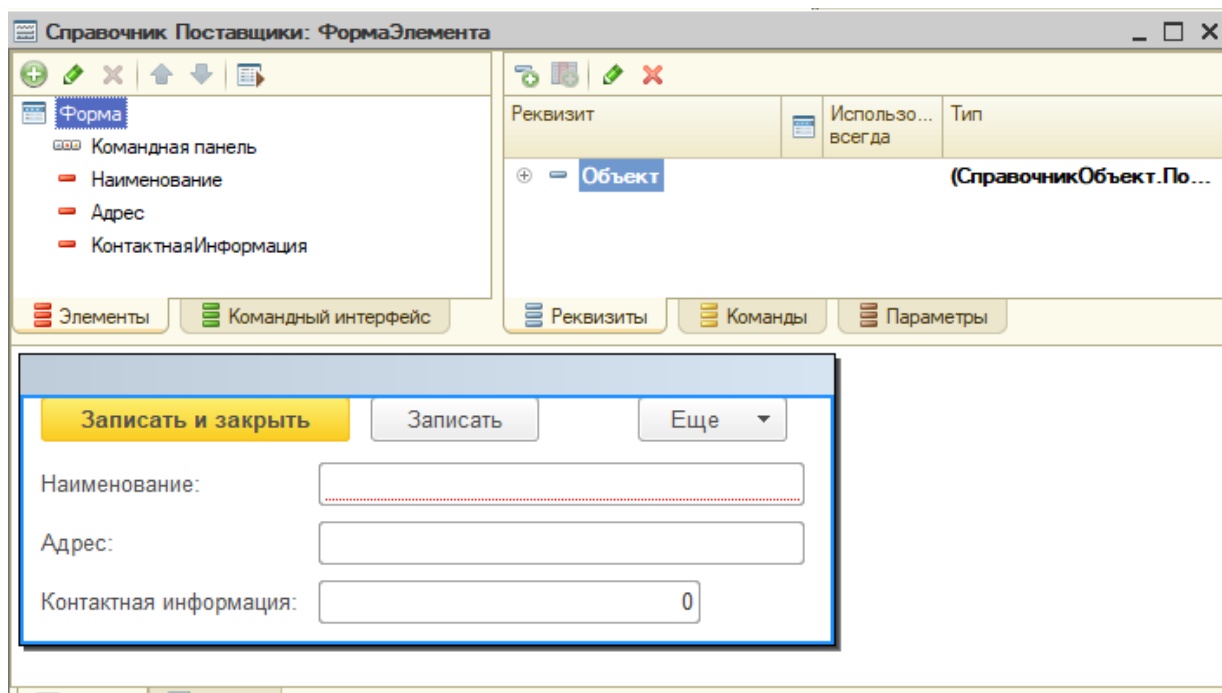 Справочник Поставщики: ФормаЭлемента
Форма
Командная панель
Наименование
Адрес
КонтактнаяИнформация
Элементы
Командный интерфейс
Реквизит
Использо...
всегда
Тип
Объект
(СправочникОбъект.По...
Реквизиты
Команды
Параметры
Записать и закрыть
Записать
Еще
Наименование:
Адрес:
Контактная информация:
0